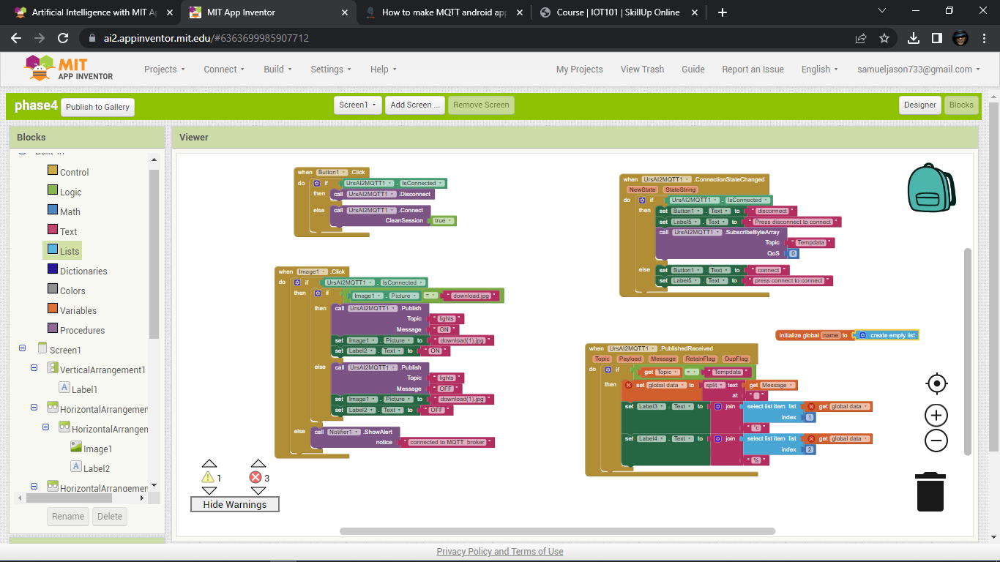 Artificial Intelligence with MIT Ap
MIT App Inventor
How to make MQTT android app
Course | IOT101 | SkillUp Online
ai2.appinventor.mit.edu/#6363699985907712
MIT
APP INVENTOR
Projects
Connect
Build
Settings
Help
My Projects
View Trash
Guide
Report an Issue
English
samueljason733@gmail.com
phase4
Publish to Gallery
Screen1
Add Screen ...
Remove Screen
Designer
Blocks
Blocks
Control
Logic
Math
Text
Lists
Dictionaries
Colors
Variables
Procedures
Screen1
VerticalArrangement1
Label1
HorizontalArrangemen
HorizontalArrangen
Image1
Label2
HorizontalArrangemen
Rename
Delete
Viewer
when Button1 .Click
do if UrsAI2MQTT1 . IsConnected
then call UrsAI2MQTT1 .Disconnect
else call UrsAI2MQTT1 .Connect
CleanSession true
when Image1 .Click
do if UrsAI2MQTT1 . IsConnected
then if Image1 . Picture = " download.jpg "
then call UrsAI2MQTT1 .Publish
Topic " lights "
Message " ON "
set Image1 . Picture to " download(1).jpg "
set Label2 . Text to " ON "
else call UrsAI2MQTT1 .Publish
Topic " lights "
Message " OFF "
set Image1 . Picture to " download(1).jpg "
set Label2 . Text to " OFF "
else call Notifier1 .ShowAlert
notice " connected to MQTT broker "
when UrsAI2MQTT1 .ConnectionStateChanged
NewState StateString
do if UrsAI2MQTT1 . IsConnected
then set Button1 . Text to " disconnect "
set Label5 . Text to " Press disconnect to connect "
call UrsAI2MQTT1 .SubscribeByteArray
Topic " Tempdata "
QoS 0
else set Button1 . Text to " connect "
set Label5 . Text to " press connect to connect "
initialize global name to create empty list
when UrsAI2MQTT1 .PublishedReceived
Topic Payload Message RetainFlag DupFlag
do if get Topic = " Tempdata "
then set global data to split text get Message
at " "
set Label3 . Text to join select list item list get global data
index 1
set Label4 . Text to join select list item list get global data
index 2
" % "
1
3
Hide Warnings
Privacy Policy and Terms of Use